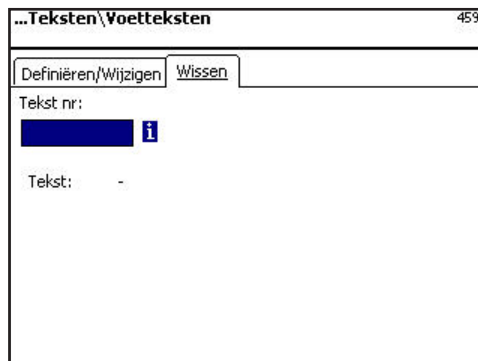 ...Teksten\Voetteksten 459
Definiëren/Wijzigen Wissen
Tekst nr:
i
Tekst: -